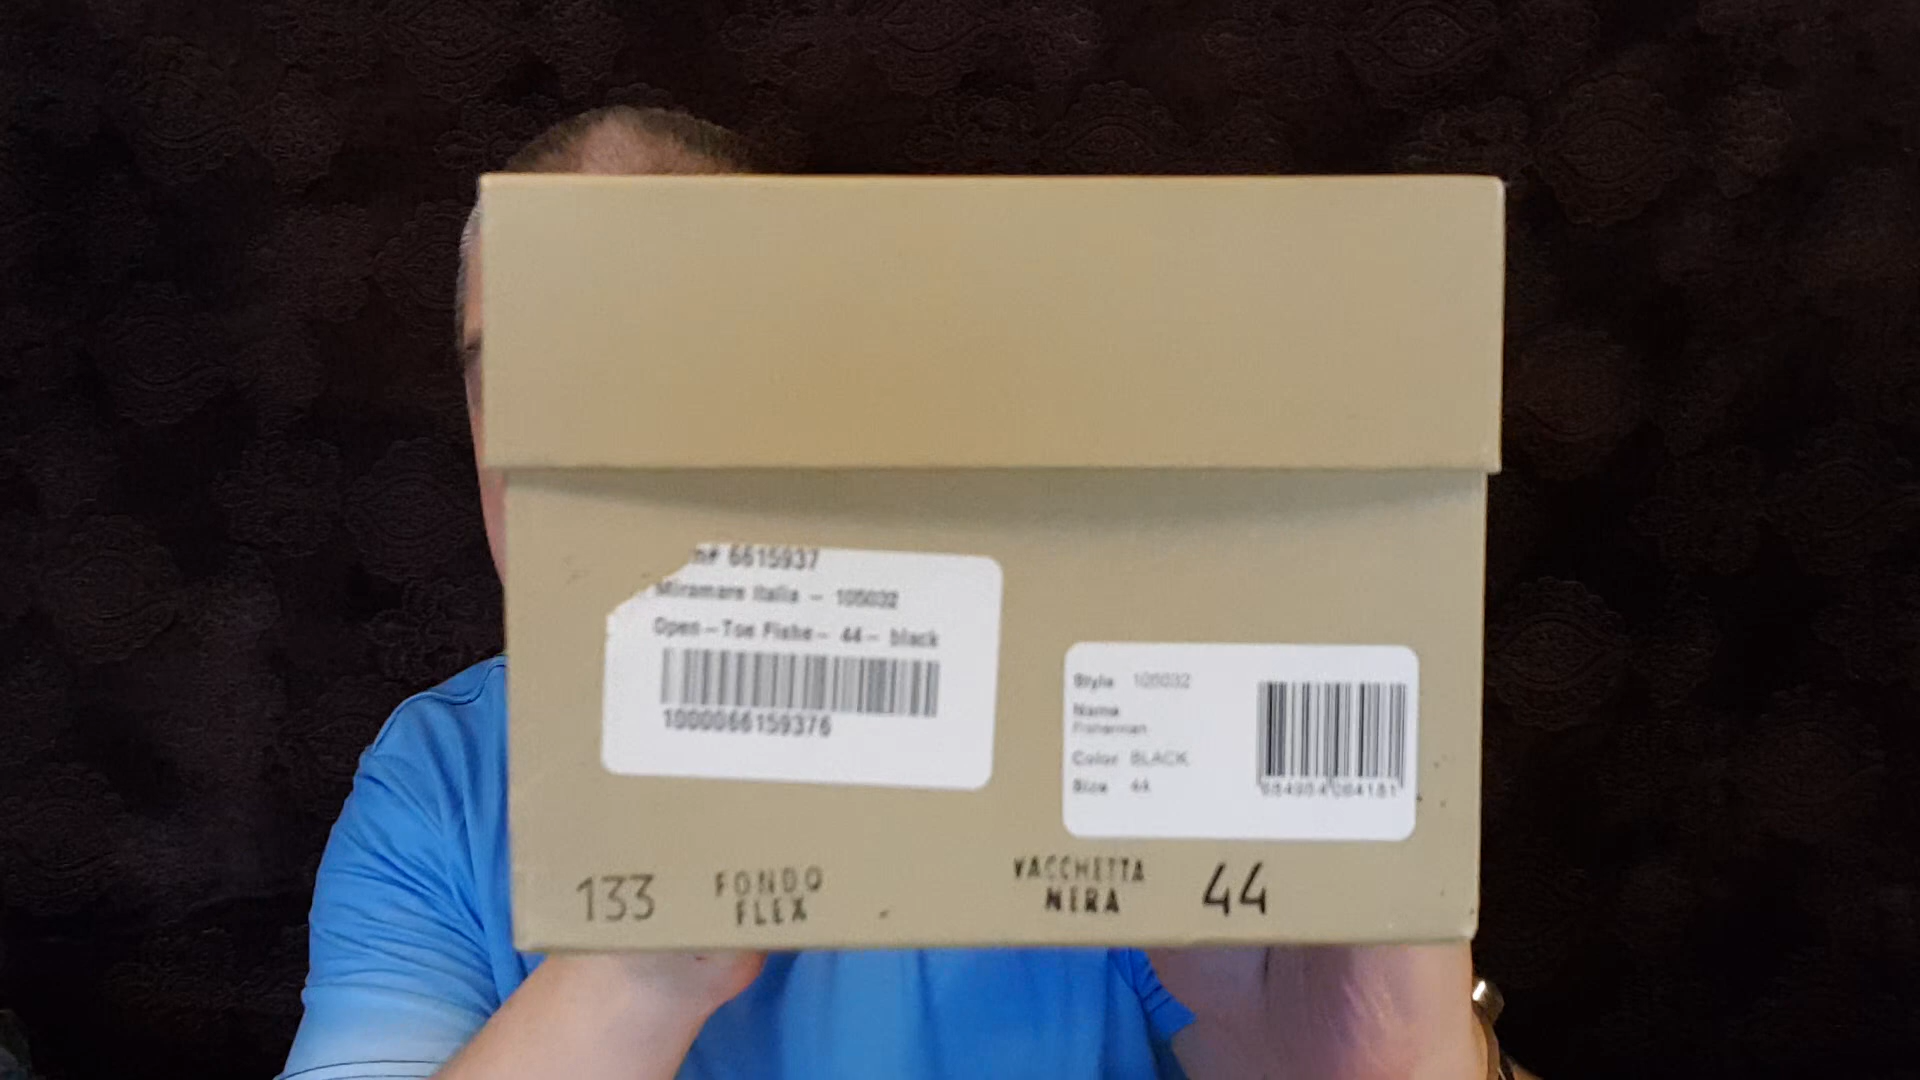 m# 6615937
Miramare Italia - 105032
Open-Toe Fishe- 44- black
1000066159376
Style 105032
Name
Fisherman
Color BLACK
Size 44
133 FONDO FLEX
VACCHETTA NERA 44